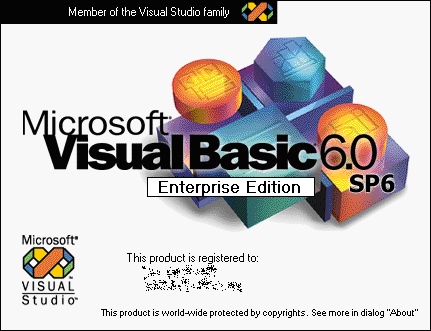 Member of the Visual Studio family
Microsoft®
Visual Basic 6.0
SP6
Enterprise Edition
Microsoft®
VISUAL
Studio™
This product is registered to:
This product is world-wide protected by copyrights. See more in dialog "About"